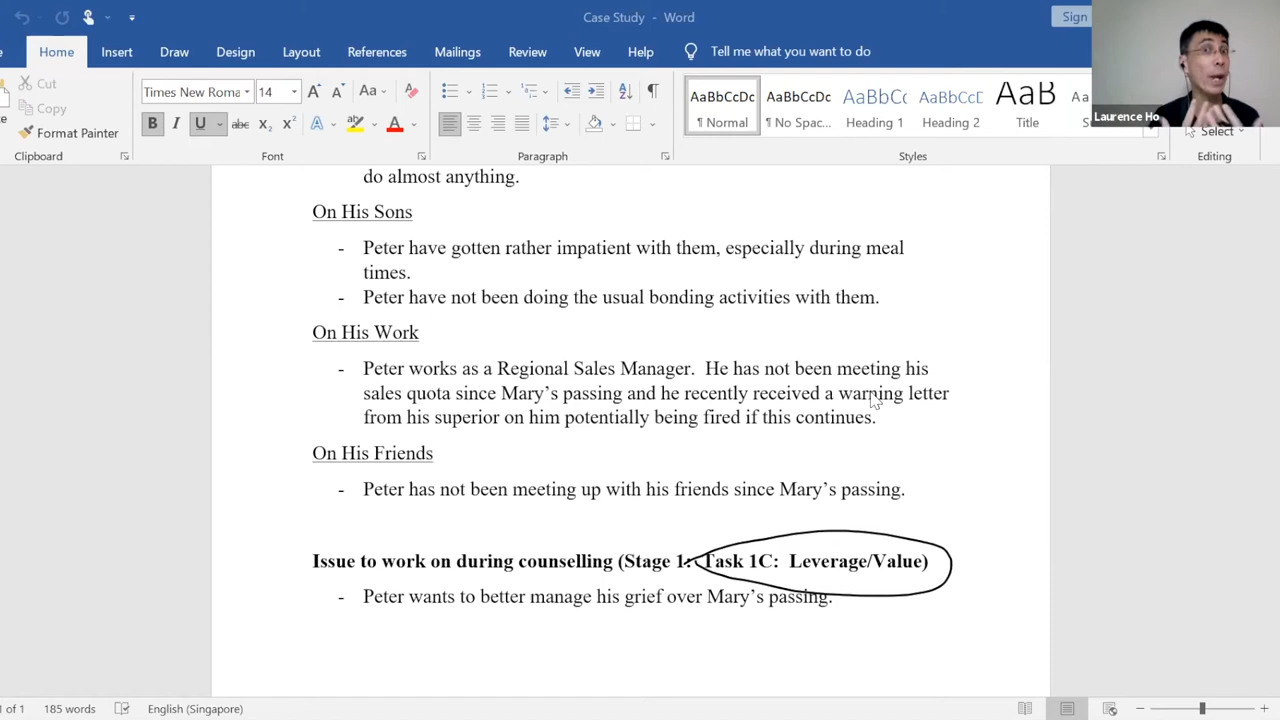 Case Study - Word
Sign
Home Insert Draw Design Layout References Mailings Review View Help Tell me what you want to do
Cut
Copy
Format Painter
Clipboard
Times New Roma 14
Font
Paragraph
AaBbCcDc AaBbCcDc AaBbCc AaBbCcD AaB
¶ Normal ¶ No Spac... Heading 1 Heading 2 Title
Styles
Laurence Ho
Select
Editing
do almost anything.
On His Sons
- Peter have gotten rather impatient with them, especially during meal
times.
- Peter have not been doing the usual bonding activities with them.
On His Work
- Peter works as a Regional Sales Manager. He has not been meeting his
sales quota since Mary’s passing and he recently received a warning letter
from his superior on him potentially being fired if this continues.
On His Friends
- Peter has not been meeting up with his friends since Mary’s passing.
Issue to work on during counselling (Stage 1: Task 1C: Leverage/Value)
- Peter wants to better manage his grief over Mary’s passing.
1 of 1 185 words English (Singapore)